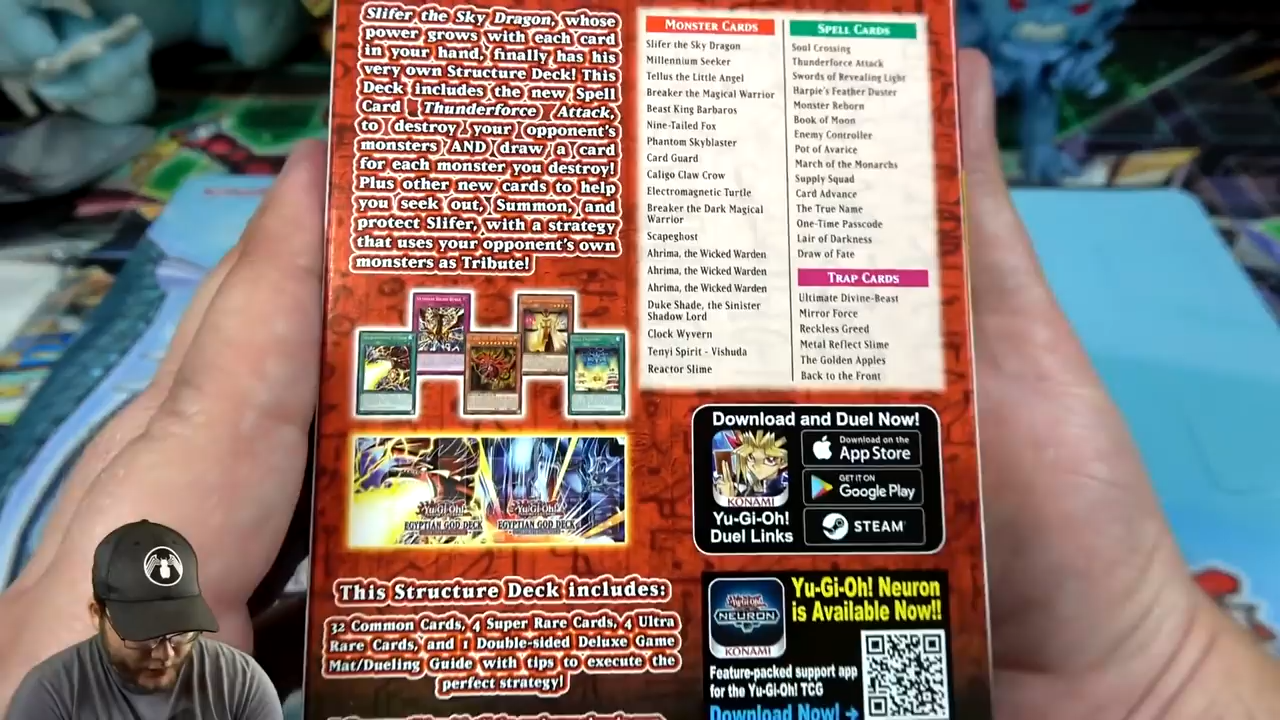 Slifer the Sky Dragon, whose
power grows with each card
in your hand, finally has his
very own Structure Deck! This
Deck includes the new Spell
Card Thunderforce Attack,
to destroy your opponent's
monsters AND draw a card
for each monster you destroy!
Plus other new cards to help
you seek out, Summon, and
protect Slifer, with a strategy
that uses your opponent's own
monsters as Tribute!
MONSTER CARDS
Slifer the Sky Dragon
Millennium Seeker
Tellus the Little Angel
Breaker the Magical Warrior
Beast King Barbaros
Nine-Tailed Fox
Phantom Skyblaster
Card Guard
Caligo Claw Crow
Electromagnetic Turtle
Breaker the Dark Magical
Warrior
Scapeghost
Ahrima, the Wicked Warden
Ahrima, the Wicked Warden
Ahrima, the Wicked Warden
Duke Shade, the Sinister
Shadow Lord
Clock Wyvern
Tenyi Spirit - Vishuda
Reactor Slime
SPELL CARDS
Soul Crossing
Thunderforce Attack
Swords of Revealing Light
Harpie's Feather Duster
Monster Reborn
Book of Moon
Enemy Controller
Pot of Avarice
March of the Monarchs
Supply Squad
Card Advance
The True Name
One-Time Passcode
Lair of Darkness
Draw of Fate
TRAP CARDS
Ultimate Divine-Beast
Mirror Force
Reckless Greed
Metal Reflect Slime
The Golden Apples
Back to the Front
Yu-Gi-Oh!
EGYPTIAN GOD DECK
Yu-Gi-Oh!
EGYPTIAN GOD DECK
Download and Duel Now!
KONAMI
Yu-Gi-Oh!
Duel Links
Download on the
App Store
GET IT ON
Google Play
STEAM
This Structure Deck includes:
32 Common Cards, 4 Super Rare Cards, 4 Ultra
Rare Cards, and 1 Double-sided Deluxe Game
Mat/Dueling Guide with tips to execute the
perfect strategy!
Yu-Gi-Oh!
NEURON
KONAMI
Yu-Gi-Oh! Neuron
is Available Now!!
Feature-packed support app
for the Yu-Gi-Oh! TCG
Download Now!